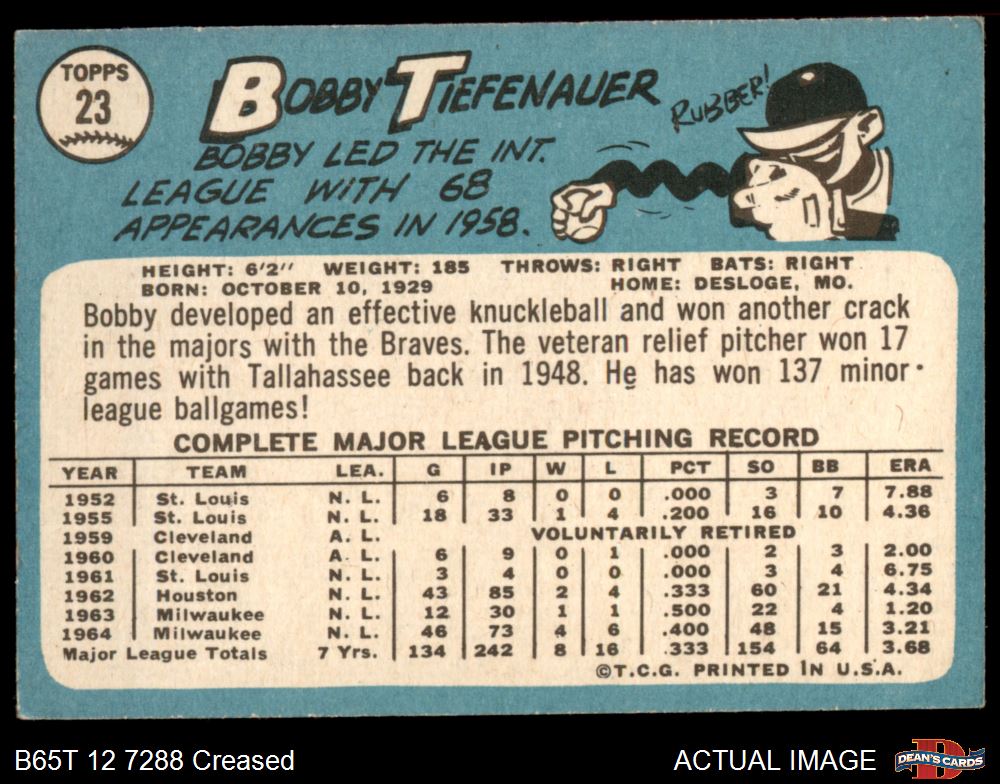 TOPPS
23
BOBBY TIEFENAUER
RUBBER!
BOBBY LED THE INT.
LEAGUE WITH 68
APPEARANCES IN 1958.
HEIGHT: 6'2" WEIGHT: 185 THROWS: RIGHT BATS: RIGHT
BORN: OCTOBER 10, 1929 HOME: DESLOGE, MO.
Bobby developed an effective knuckleball and won another crack
in the majors with the Braves. The veteran relief pitcher won 17
games with Tallahassee back in 1948. He has won 137 minor-
league ballgames!
COMPLETE MAJOR LEAGUE PITCHING RECORD
YEAR TEAM LEA. G IP W L PCT SO BB ERA
1952 St. Louis N. L. 6 8 0 0 .000 3 7 7.88
1955 St. Louis N. L. 18 33 1 4 .200 16 10 4.36
1959 Cleveland A. L. VOLUNTARILY RETIRED
1960 Cleveland A. L. 6 9 0 1 .000 2 3 2.00
1961 St. Louis N. L. 3 4 0 0 .000 3 4 6.75
1962 Houston N. L. 43 85 2 4 .333 60 21 4.34
1963 Milwaukee N. L. 12 30 1 1 .500 22 4 1.20
1964 Milwaukee N. L. 46 73 4 6 .400 48 15 3.21
Major League Totals 7 Yrs. 134 242 8 16 .333 154 64 3.68
©T.C.G. PRINTED IN U.S.A.
B65T 12 7288 Creased
ACTUAL IMAGE
DEAN'S CARDS